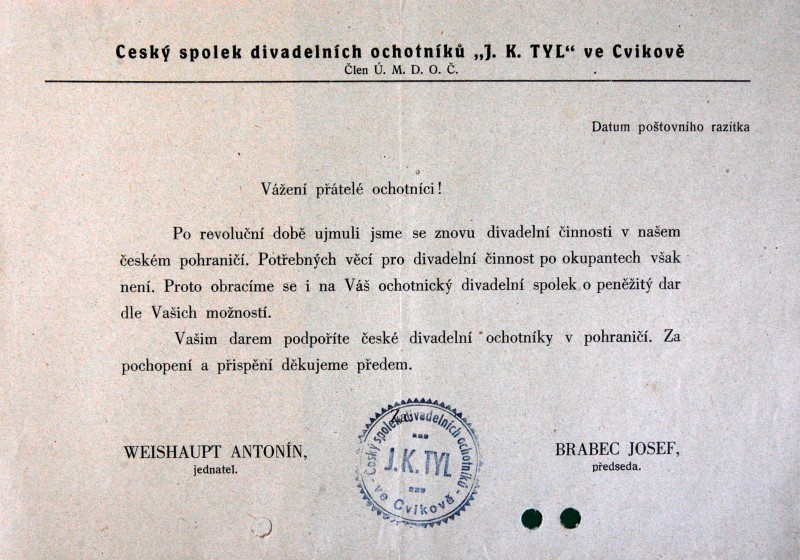 Český spolek divadelních ochotníků „J. K. TYL“ ve Cvikově
Člen Ú. M. D. O. Č.
Datum poštovního razítka
Vážení přátelé ochotníci!
Po revoluční době ujmuli jsme se znovu divadelní činnosti v našem
českém pohraničí. Potřebných věcí pro divadelní činnost po okupantech však
není. Proto obracíme se i na Váš ochotnický divadelní spolek o peněžitý dar
dle Vašich možností.
Vašim darem podpoříte české divadelní ochotníky v pohraničí. Za
pochopení a přispění děkujeme předem.
Za:
WEISHAUPT ANTONÍN,
jednatel.
Český spolek divadelních ochotníků
J. K. TYL
ve Cvikově
BRABEC JOSEF,
předseda.